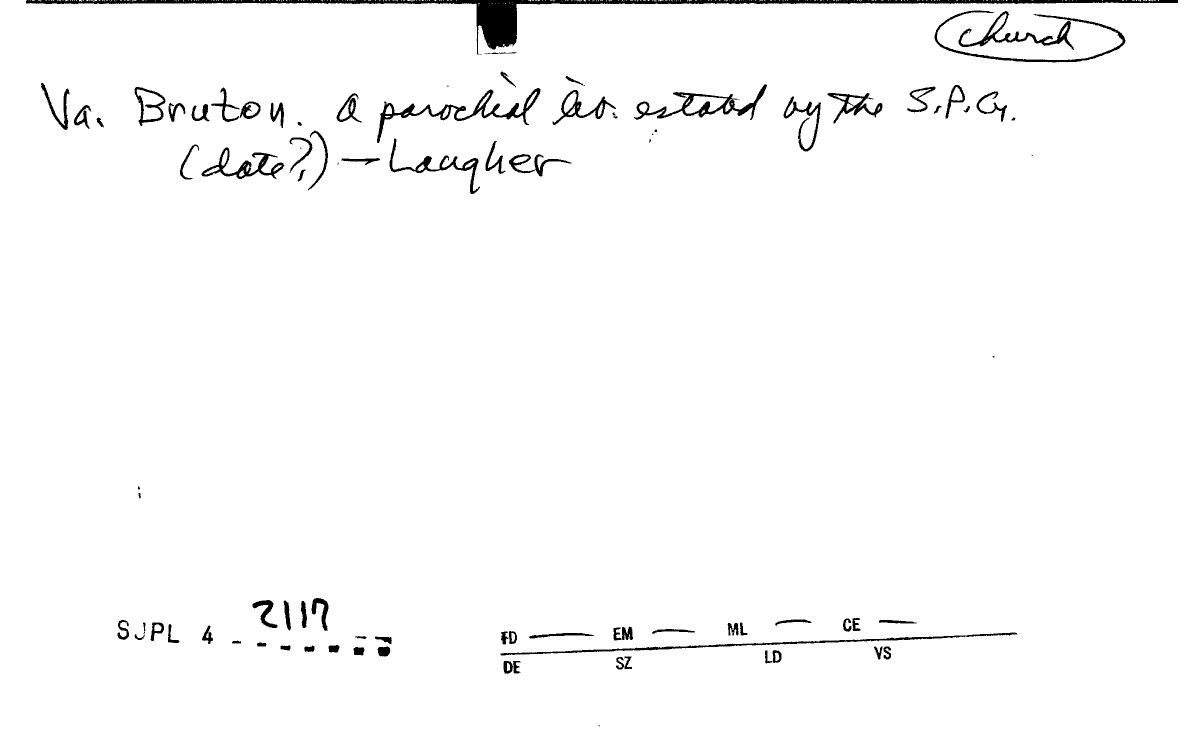 Church
Va. Bruton. A parochial lib. estabd by the S.P.G.
(date?) — Laugher
SJPL 4 - 2117
FD — EM — ML — CE —
DE SZ LD VS